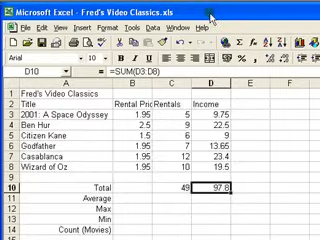 Microsoft Excel - Fred's Video Classics.xls
File Edit View Insert Format Tools Data Window Help
Arial 10 B I U
D10 =SUM(D3:D8)
A B C D E
1 Fred's Video Classics
2 Title Rental Pric Rentals Income
3 2001: A Space Odyssey 1.95 5 9.75
4 Ben Hur 2.5 9 22.5
5 Citizen Kane 1.5 6 9
6 Godfather 1.95 7 13.65
7 Casablanca 1.95 12 23.4
8 Wizard of Oz 1.95 10 19.5
9
10 Total 49 97.8
11 Average
12 Max
13 Min
14 Count (Movies)